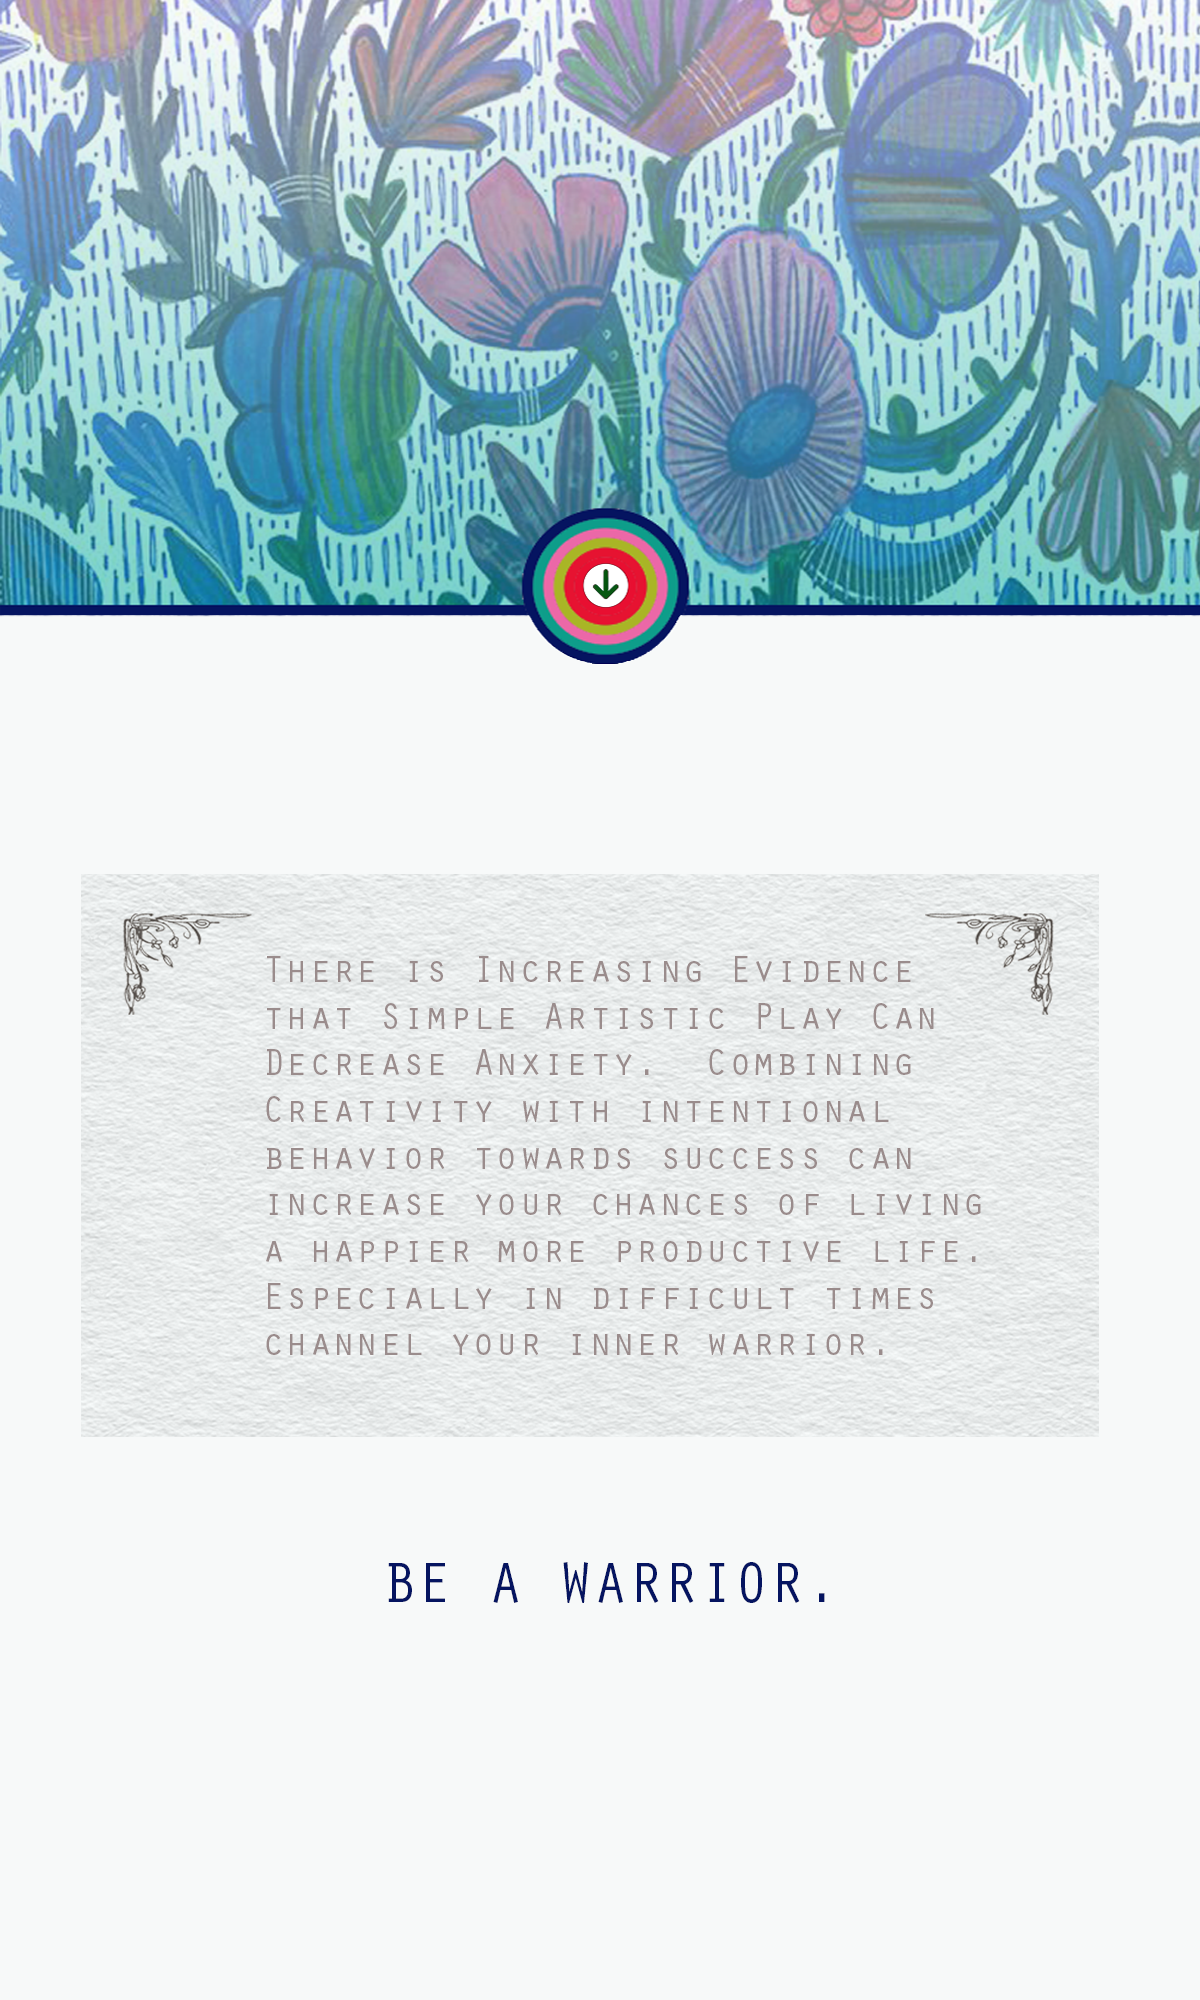 There is Increasing Evidence
that Simple Artistic Play Can
Decrease Anxiety.  Combining
Creativity with intentional
behavior towards success can
increase your chances of living
a happier more productive life.
Especially in difficult times
channel your inner warrior.
BE A WARRIOR.